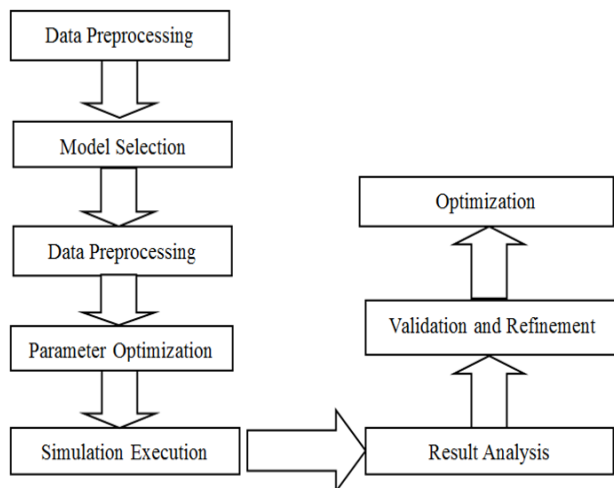 Data Preprocessing
Model Selection
Data Preprocessing
Parameter Optimization
Simulation Execution
Result Analysis
Validation and Refinement
Optimization